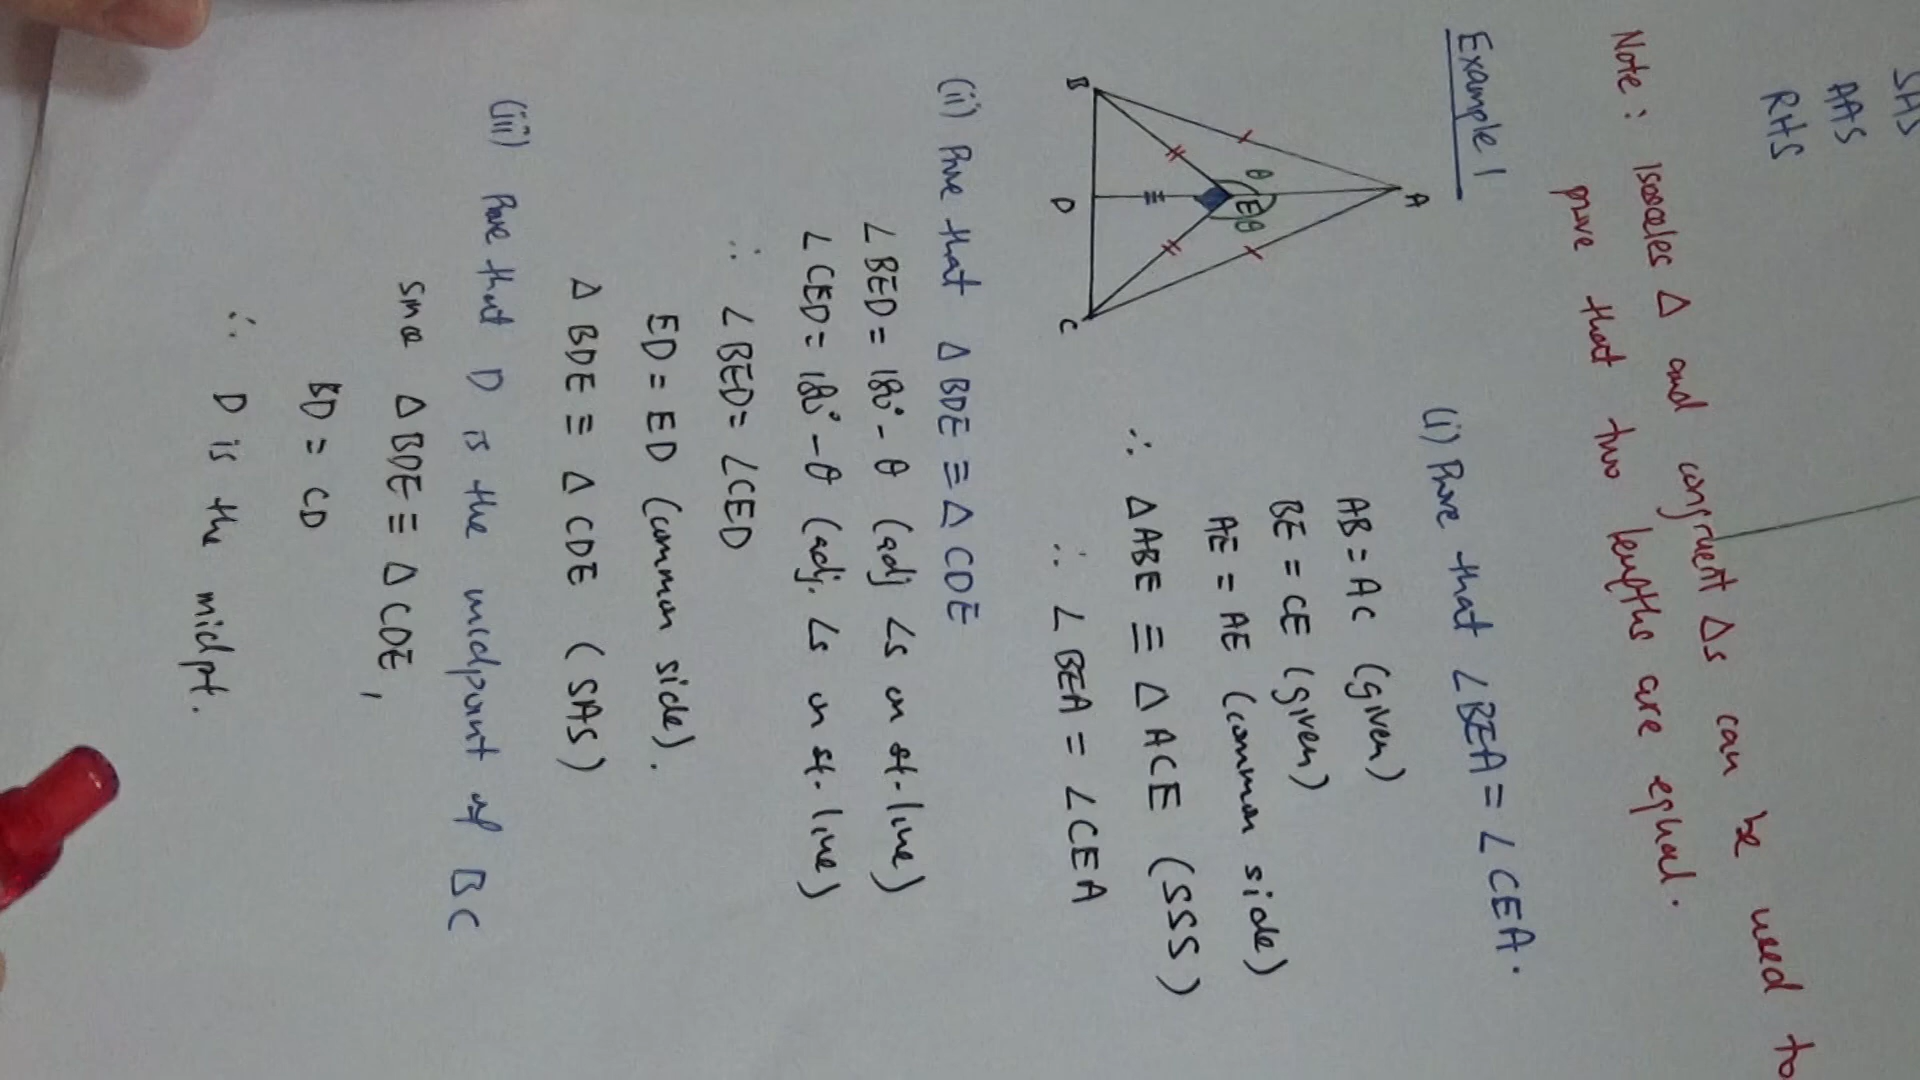 SAS
AAS
RHS
Note: isosceles Δ and congruent Δs can be used to
prove that two lengths are equal.
Example 1
A
θ
E
θ
B
D
C
(i) Prove that ∠BEA = ∠CEA.
AB = AC (given)
BE = CE (given)
AE = AE (common side)
∴ ΔABE ≡ ΔACE (SSS)
∴ ∠BEA = ∠CEA
(ii) Prove that ΔBDE ≡ ΔCDE
∠BED = 180° - θ (adj ∠s on st. line)
∠CED = 180° - θ (adj. ∠s on st. line)
∴ ∠BED = ∠CED
ED = ED (common side).
ΔBDE ≡ ΔCDE (SAS)
(iii) Prove that D is the midpoint of BC
since ΔBDE ≡ ΔCDE,
BD = CD
∴ D is the midpt.